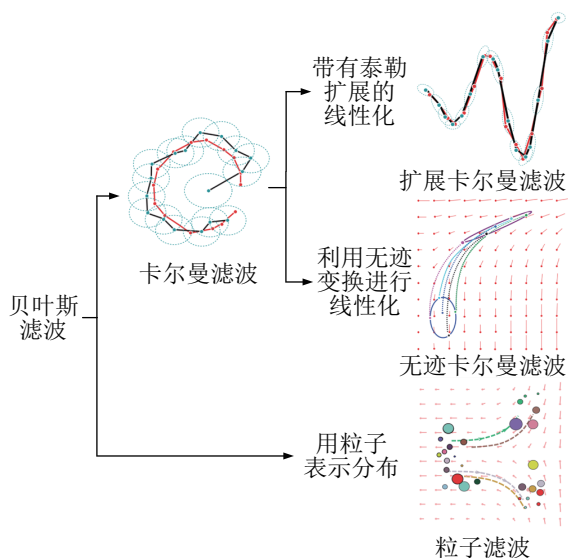 贝叶斯
滤波
卡尔曼滤波
带有泰勒
扩展的
线性化
扩展卡尔曼滤波
利用无迹
变换进行
线性化
无迹卡尔曼滤波
用粒子
表示分布
粒子滤波